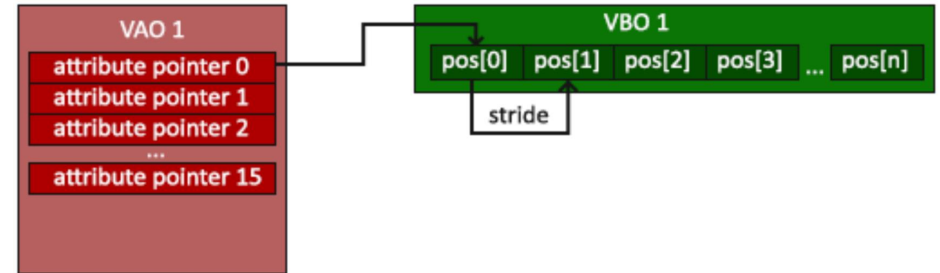 VAO 1
attribute pointer 0
attribute pointer 1
attribute pointer 2
...
attribute pointer 15
VBO 1
pos[0] pos[1] pos[2] pos[3] ... pos[n]
stride